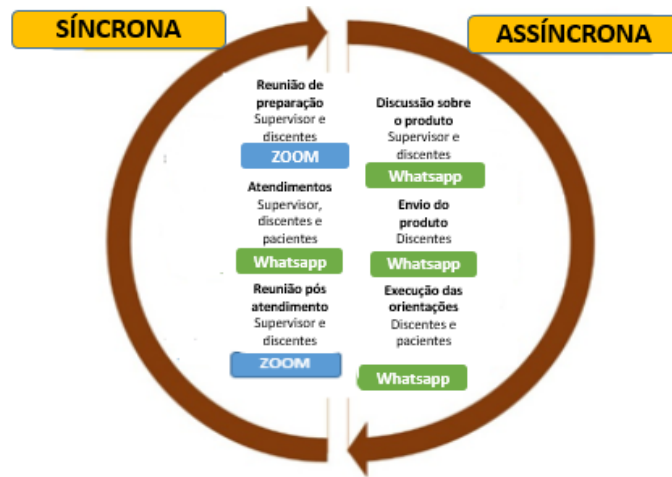 SÍNCRONA
Reunião de
preparação
Supervisor e
discentes
ZOOM
Atendimentos
Supervisor,
discentes e
pacientes
Whatsapp
Reunião pós
atendimento
Supervisor e
discentes
ZOOM
ASSÍNCRONA
Discussão sobre
o produto
Supervisor e
discentes
Whatsapp
Envio do
produto
Discentes
Whatsapp
Execução das
orientações
Discentes e
pacientes
Whatsapp